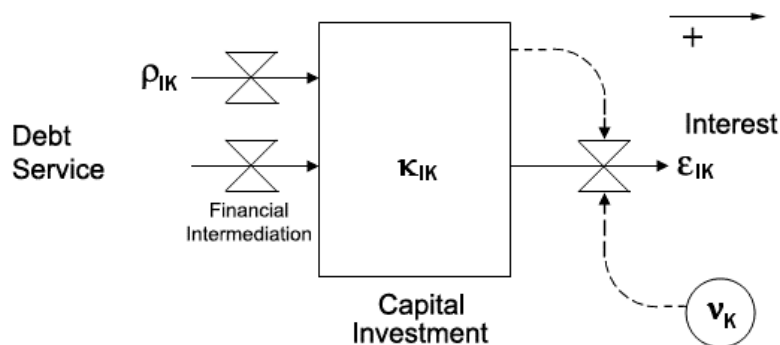 +
ρIK
Debt
Service
Financial
Intermediation
κIK
Capital
Investment
Interest
εIK
νK